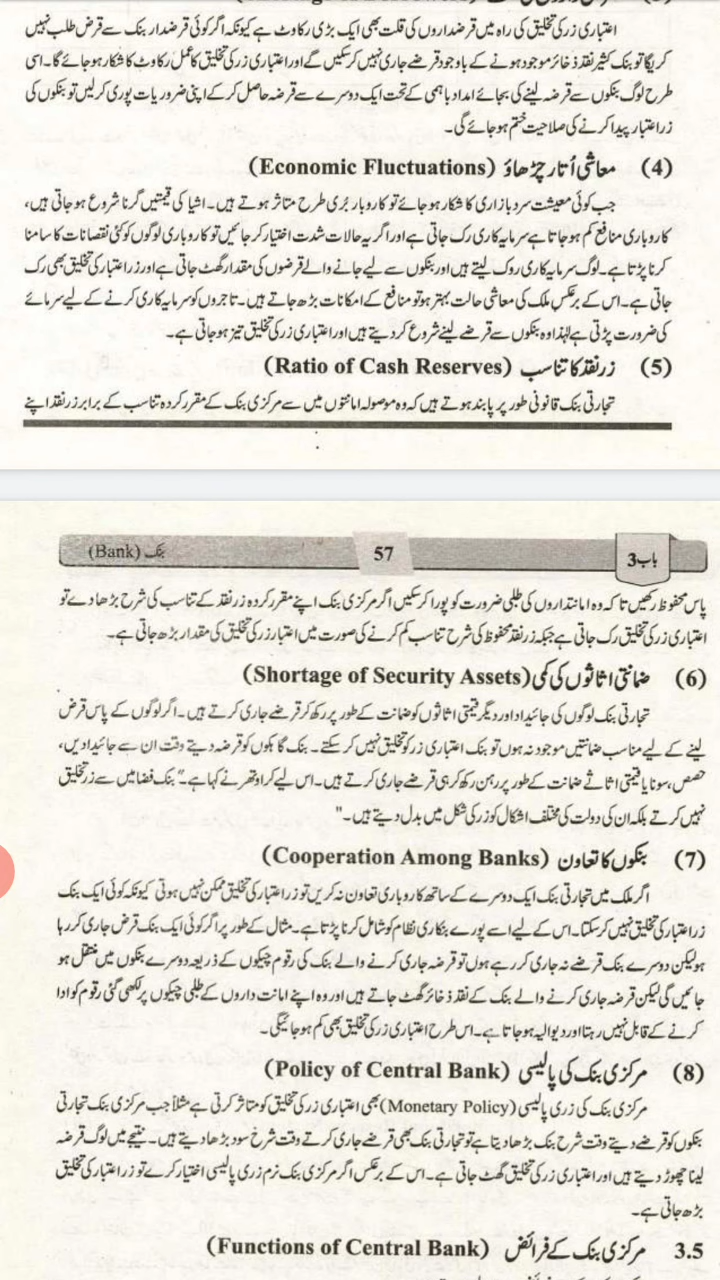 اعتباری زر کی تخلیق کی راہ میں قرضداروں کی قلت بھی ایک بڑی رکاوٹ ہے کیونکہ اگر کوئی قرضدار بنک سے قرض طلب نہیں
کریگا تو بنک کثیر نقد ذخائر موجود ہونے کے باوجود قرضے جاری نہیں کر سکیں گے اور اعتباری زر کی تخلیق کا عمل رکاوٹ کا شکار ہو جائے گا۔ اسی
طرح لوگ بنکوں سے قرضہ لینے کی بجائے امداد باہمی کے تحت ایک دوسرے سے قرضہ حاصل کر کے اپنی ضروریات پوری کر لیں تو بنکوں کی
زر اعتبار پیدا کرنے کی صلاحیت ختم ہو جائے گی۔
(4) معاشی اُتار چڑھاؤ (Economic Fluctuations)
جب کوئی معیشت سرد بازاری کا شکار ہو جائے تو کاروبار بُری طرح متاثر ہوتے ہیں۔ اشیا کی قیمتیں گرنا شروع ہو جاتی ہیں،
کاروباری منافع کم ہو جاتا ہے سرمایہ کاری رک جاتی ہے اور اگر یہ حالات شدت اختیار کر جائیں تو کاروباری لوگوں کو کئی نقصانات کا سامنا
کرنا پڑتا ہے۔ لوگ سرمایہ کاری روک لیتے ہیں اور بنکوں سے لیے جانے والے قرضوں کی مقدار گھٹ جاتی ہے اور زر اعتبار کی تخلیق بھی رک
جاتی ہے۔ اس کے برعکس ملک کی معاشی حالت بہتر ہو تو منافع کے امکانات بڑھ جاتے ہیں۔ تاجروں کو سرمایہ کاری کرنے کے لیے سرمائے
کی ضرورت پڑتی ہے لہٰذا وہ بنکوں سے قرضے لینے شروع کر دیتے ہیں اور اعتباری زر کی تخلیق تیز ہو جاتی ہے۔
(5) زر نقد کا تناسب (Ratio of Cash Reserves)
تجارتی بنک قانونی طور پر پابند ہوتے ہیں کہ وہ موصولہ امانتوں میں سے مرکزی بنک کے مقرر کردہ تناسب کے برابر زر نقد اپنے
باب 3 57 بنک (Bank)
پاس محفوظ رکھیں تا کہ وہ امانتداروں کی طلبی ضرورت کو پورا کر سکیں اگر مرکزی بنک اپنے مقرر کردہ زر نقد کے تناسب کی شرح بڑھا دے تو
اعتباری زر کی تخلیق رک جاتی ہے جبکہ زر نقد محفوظ کی شرح تناسب کم کرنے کی صورت میں اعتبار زر کی تخلیق کی مقدار بڑھ جاتی ہے۔
(6) ضمانتی اثاثوں کی کمی (Shortage of Security Assets)
تجارتی بنک لوگوں کی جائیداد اور دیگر قیمتی اثاثوں کو ضمانت کے طور پر رکھ کر قرضے جاری کرتے ہیں۔ اگر لوگوں کے پاس قرض
لینے کے لیے مناسب ضمانتیں موجود نہ ہوں تو بنک اعتباری زر کو تخلیق نہیں کر سکتے۔ بنک گاہکوں کو قرضہ دیتے وقت ان سے جائیدادیں،
حصص، سونا یا قیمتی اثاثے ضمانت کے طور پر رہن رکھ کر ہی قرضے جاری کرتے ہیں۔ اس لیے کراؤتھر نے کہا ہے۔ "بنک فضا میں سے زر تخلیق
نہیں کرتے بلکہ ان کی دولت کی مختلف اشکال کو زر کی شکل میں بدل دیتے ہیں۔"
(7) بنکوں کا تعاون (Cooperation Among Banks)
اگر ملک میں تجارتی بنک ایک دوسرے کے ساتھ کاروباری تعاون نہ کریں تو زر اعتبار کی تخلیق ممکن نہیں ہوتی کیونکہ کوئی ایک بنک
زر اعتبار کی تخلیق نہیں کر سکتا۔ اس کے لیے اسے پورے بنکاری نظام کو شامل کرنا پڑتا ہے۔ مثال کے طور پر اگر کوئی ایک بنک قرض جاری کر رہا
ہو لیکن دوسرے بنک قرضے نہ جاری کر رہے ہوں تو قرضہ جاری کرنے والے بنک کی رقوم چیکوں کے ذریعہ دوسرے بنکوں میں منتقل ہو
جائیں گی لیکن قرضہ جاری کرنے والے بنک کے نقد ذخائر گھٹ جاتے ہیں اور وہ اپنے امانت داروں کے طلبی چیکوں پر لکھی گئی رقوم کو ادا
کرنے کے قابل نہیں رہتا اور دیوالیہ ہو جاتا ہے۔ اس طرح اعتباری زر کی تخلیق بھی کم ہو جائیگی۔
(8) مرکزی بنک کی پالیسی (Policy of Central Bank)
مرکزی بنک کی زری پالیسی (Monetary Policy) بھی اعتباری زر کی تخلیق کو متاثر کرتی ہے مثلاً جب مرکزی بنک تجارتی
بنکوں کو قرضے دیتے وقت شرح بنک بڑھا دیتا ہے تو تجارتی بنک بھی قرضے جاری کرتے وقت شرح سود بڑھا دیتے ہیں۔ نتیجے میں لوگ قرضہ
لینا چھوڑ دیتے ہیں اور اعتباری زر کی تخلیق گھٹ جاتی ہے۔ اس کے برعکس اگر مرکزی بنک نرم زری پالیسی اختیار کرے تو زر اعتبار کی تخلیق
بڑھ جاتی ہے۔
3.5 مرکزی بنک کے فرائض (Functions of Central Bank)